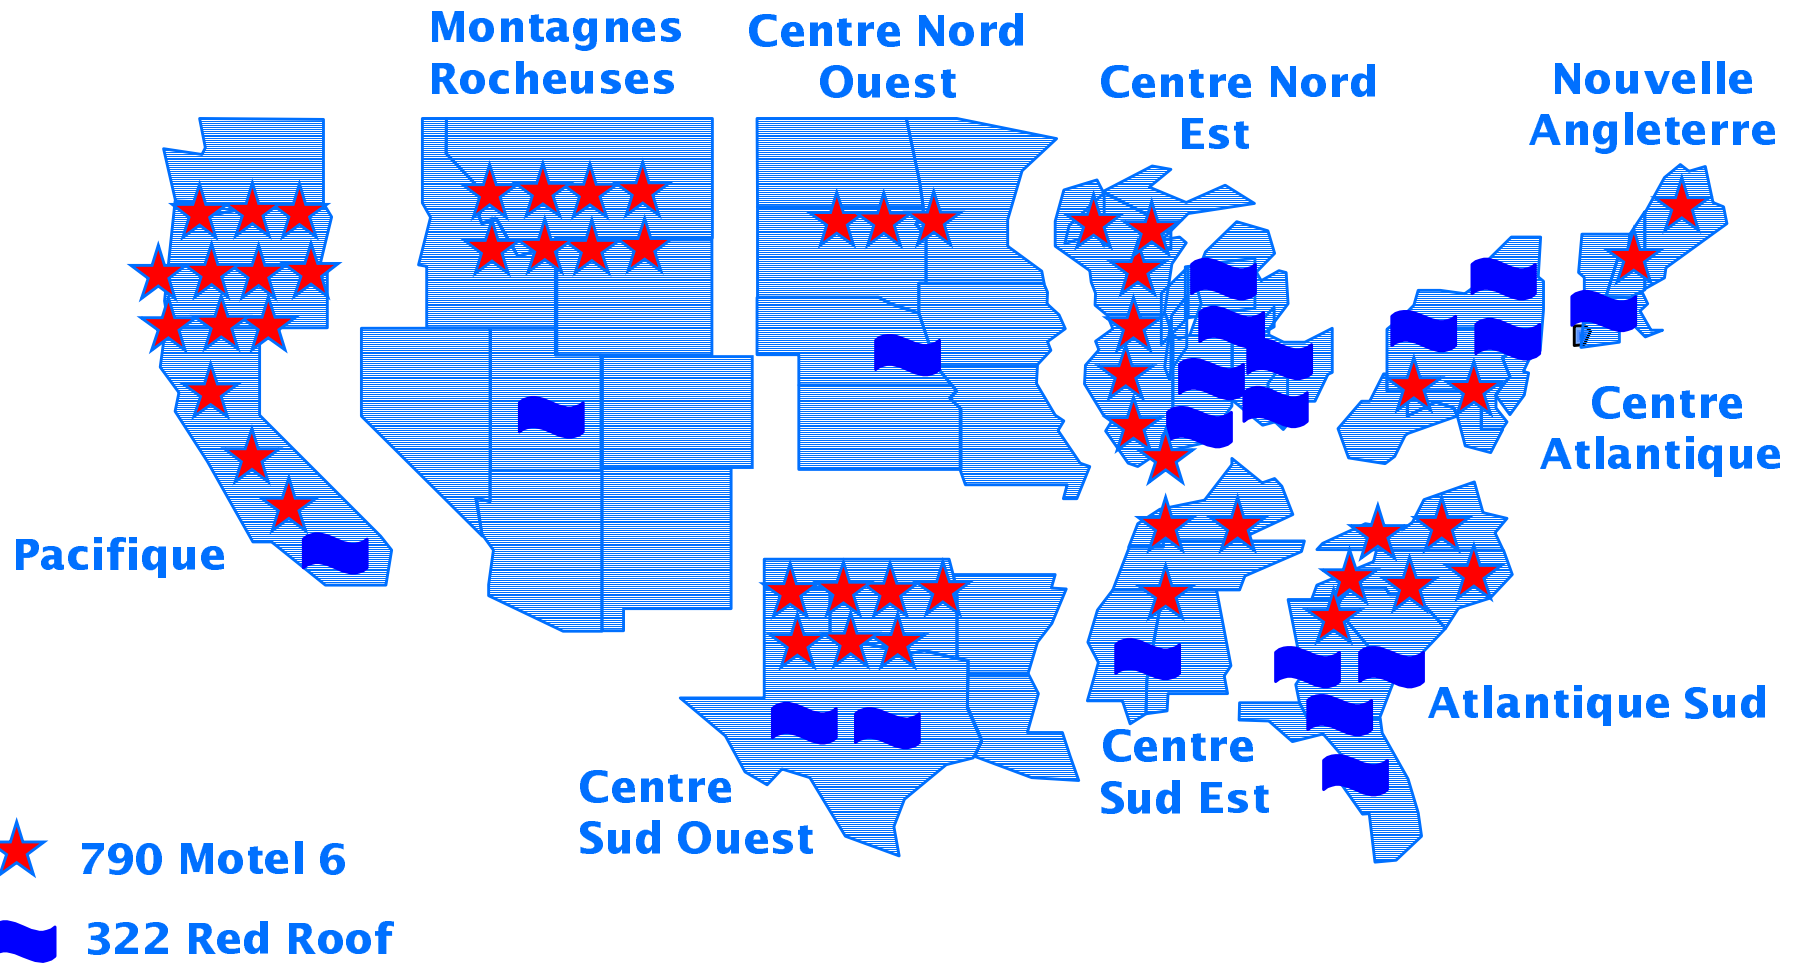 Montagnes
Rocheuses
Centre Nord
Ouest
Centre Nord
Est
Nouvelle
Angleterre
Centre
Atlantique
Pacifique
Atlantique Sud
Centre
Sud Est
Centre
Sud Ouest
790 Motel 6
322 Red Roof